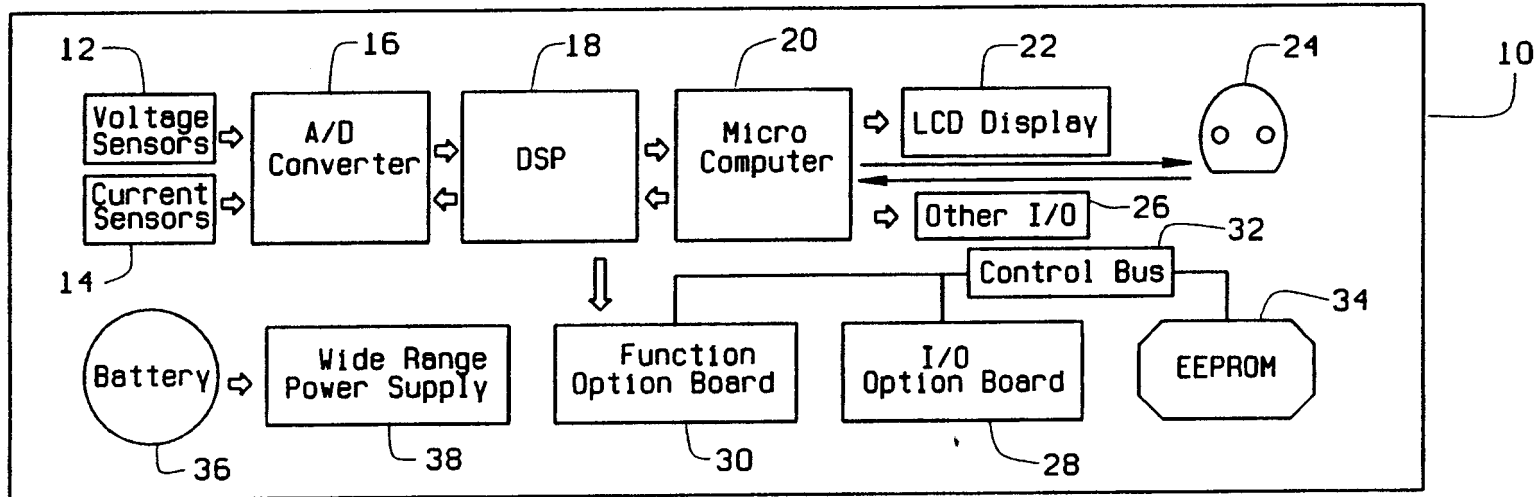 12
16
18
20
22
24
10
Voltage
Sensors
A/D
Converter
DSP
Micro
Computer
LCD Display
Current
Sensors
Other I/O
26
32
14
Control Bus
34
Battery
Wide Range
Power Supply
Function
Option Board
I/O
Option Board
EEPROM
36
38
30
28